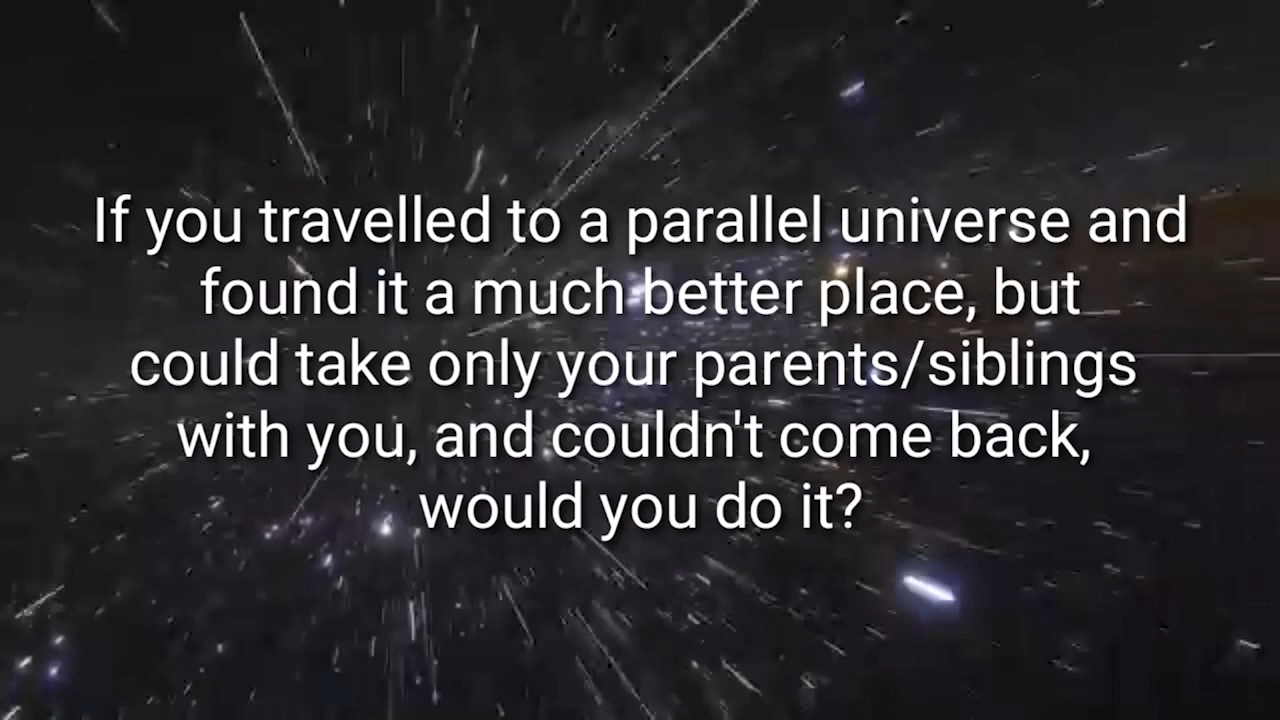 If you travelled to a parallel universe and
found it a much better place, but
could take only your parents/siblings
with you, and couldn't come back,
would you do it?